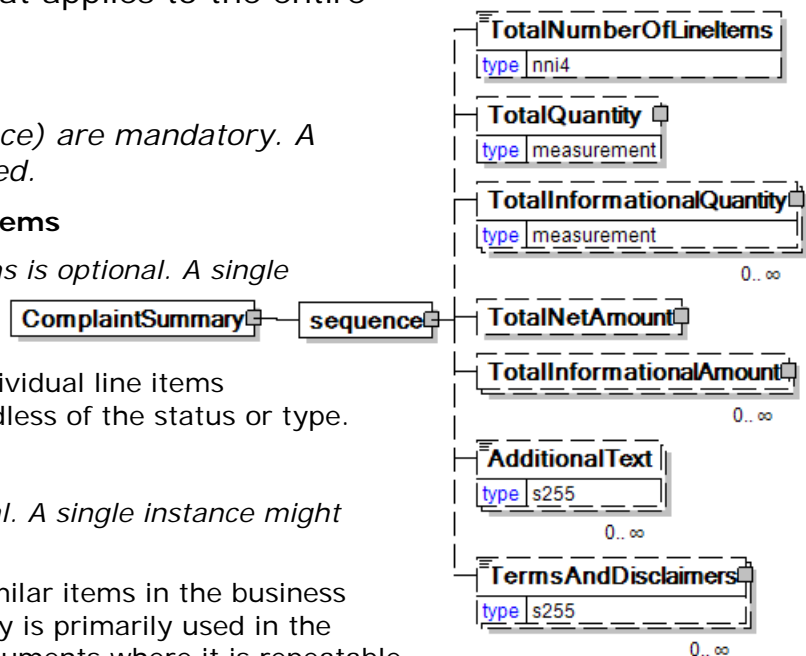 at applies to the entire
ce) are mandatory. A
ed.
ems
s is optional. A single
ComplaintSummary
sequence
ividual line items
lless of the status or type.
l. A single instance might
milar items in the business
y is primarily used in the
uments where it is repeatable
TotalNumberOfLineItems
type nni4
TotalQuantity
type measurement
TotalInformationalQuantity
type measurement
0.. ∞
TotalNetAmount
TotalInformationalAmount
0.. ∞
AdditionalText
type s255
0.. ∞
TermsAndDisclaimers
type s255
0.. ∞